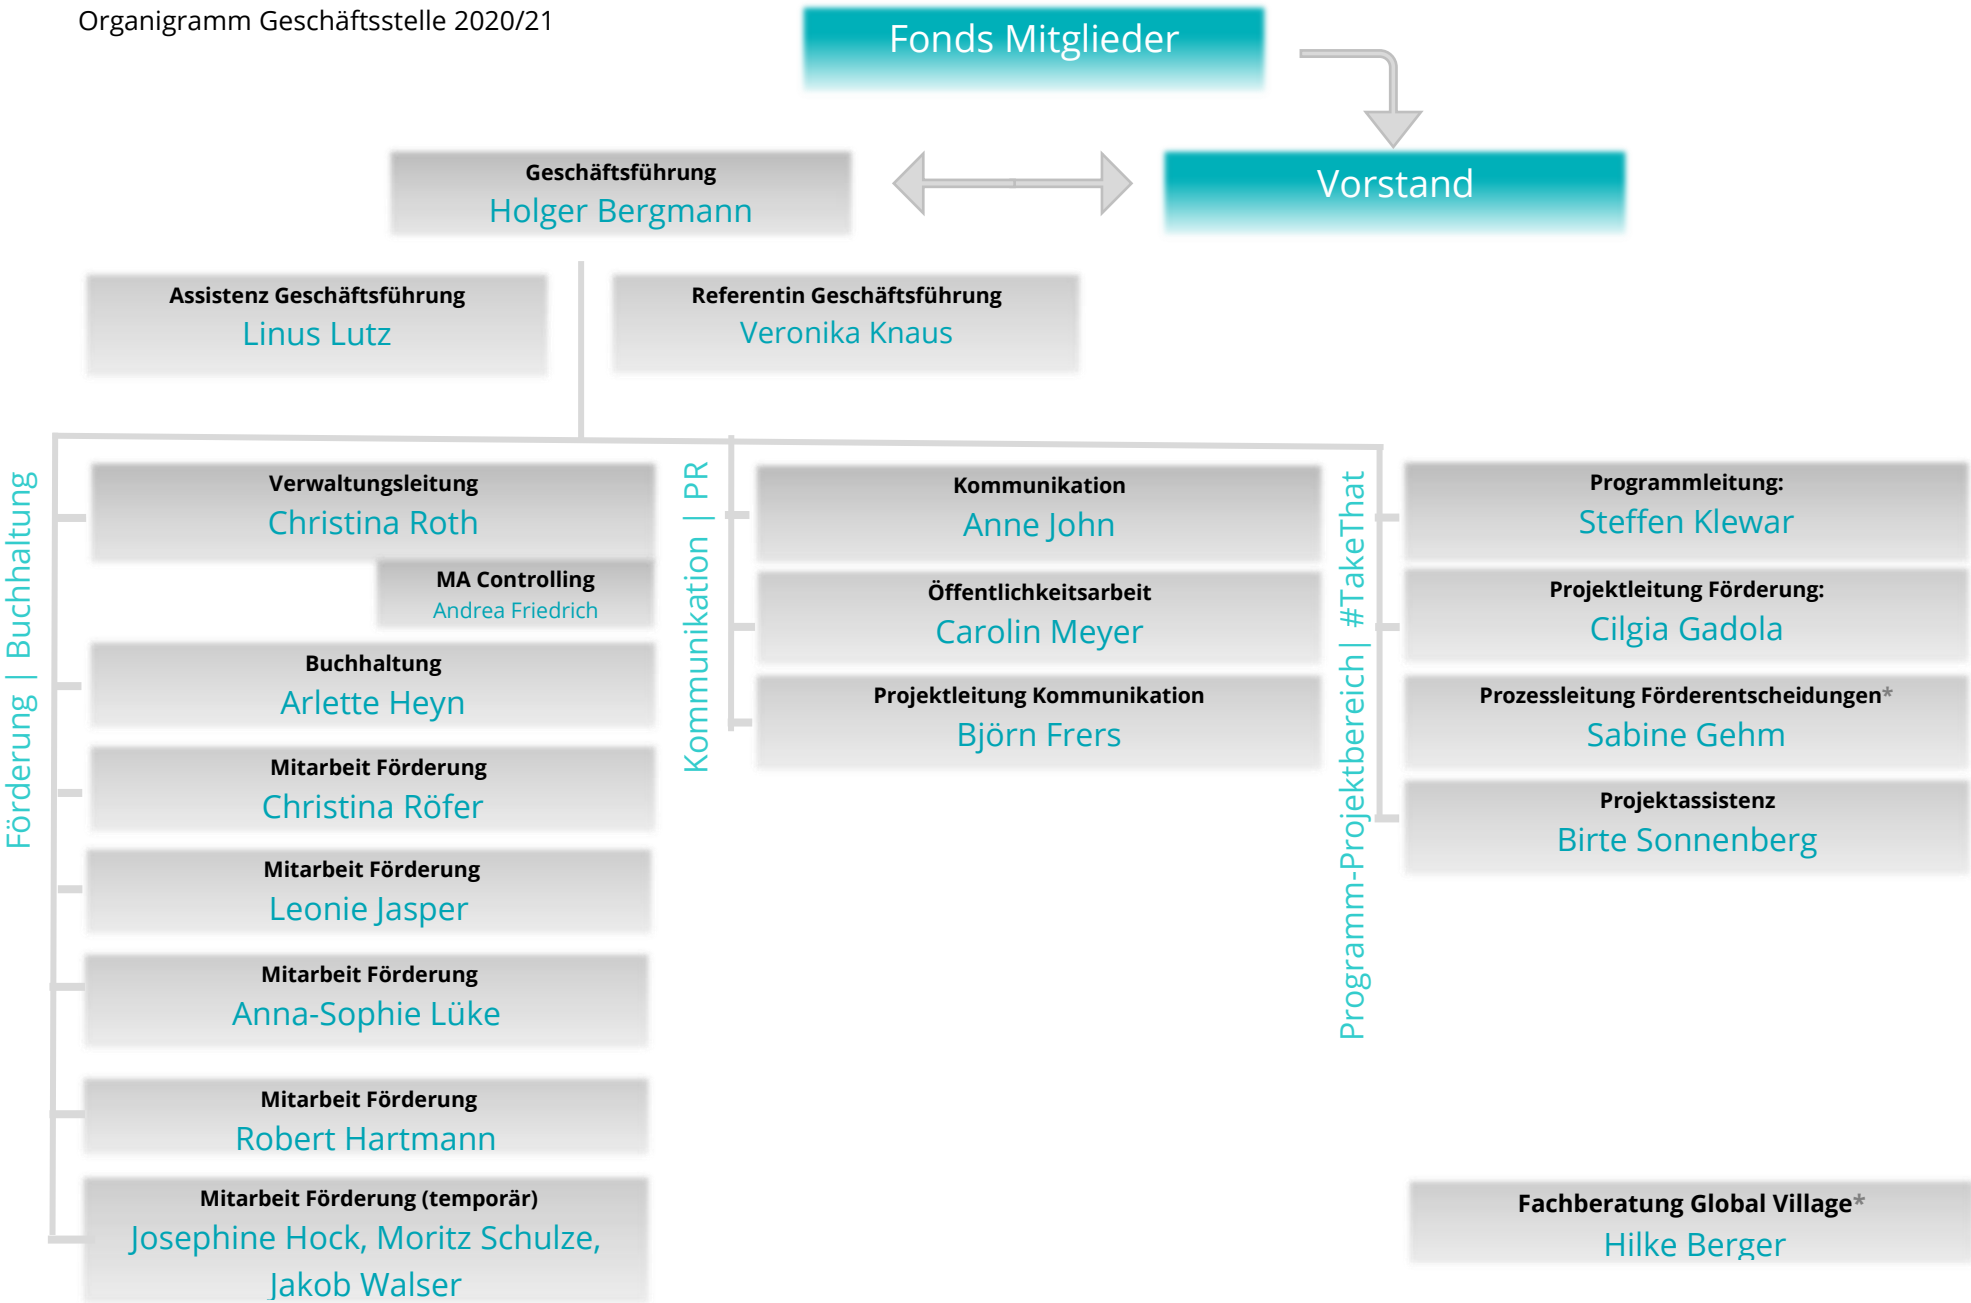 Organigramm Geschäftsstelle 2020/21
Fonds Mitglieder
Geschäftsführung
Holger Bergmann
Vorstand
Assistenz Geschäftsführung
Linus Lutz
Referentin Geschäftsführung
Veronika Knaus
Förderung | Buchhaltung
Verwaltungsleitung
Christina Roth
MA Controlling
Andrea Friedrich
Buchhaltung
Arlette Heyn
Mitarbeit Förderung
Christina Röfer
Mitarbeit Förderung
Leonie Jasper
Mitarbeit Förderung
Anna-Sophie Lüke
Mitarbeit Förderung
Robert Hartmann
Mitarbeit Förderung (temporär)
Josephine Hock, Moritz Schulze,
Jakob Walser
Kommunikation | PR
Kommunikation
Anne John
Öffentlichkeitsarbeit
Carolin Meyer
Projektleitung Kommunikation
Björn Frers
Programm-Projektbereich| #TakeThat
Programmleitung:
Steffen Klewar
Projektleitung Förderung:
Cilgia Gadola
Prozessleitung Förderentscheidungen*
Sabine Gehm
Projektassistenz
Birte Sonnenberg
Fachberatung Global Village*
Hilke Berger